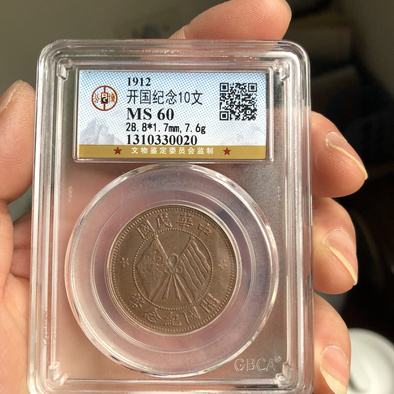 1912
开国纪念10文
MS 60
28.8*1.7mm,7.6g
1310330020
文物鉴定委员会监制
中華民國
開國紀念幣
GBCA